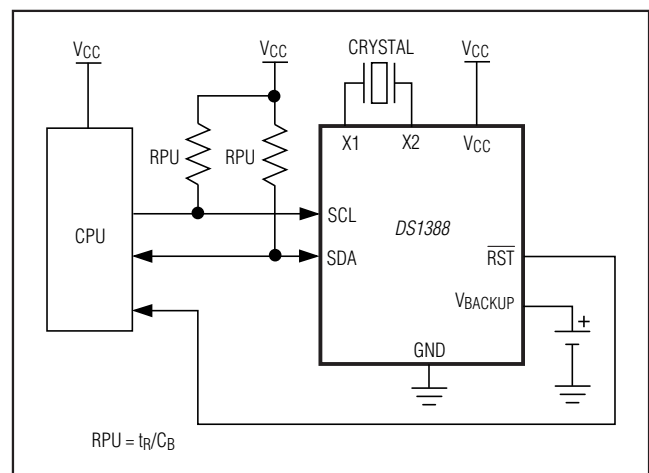 VCC
VCC
CRYSTAL
VCC
X1
X2
VCC
RPU
RPU
CPU
SCL
DS1388
SDA
RST
VBACKUP
+
GND
RPU = tR/CB